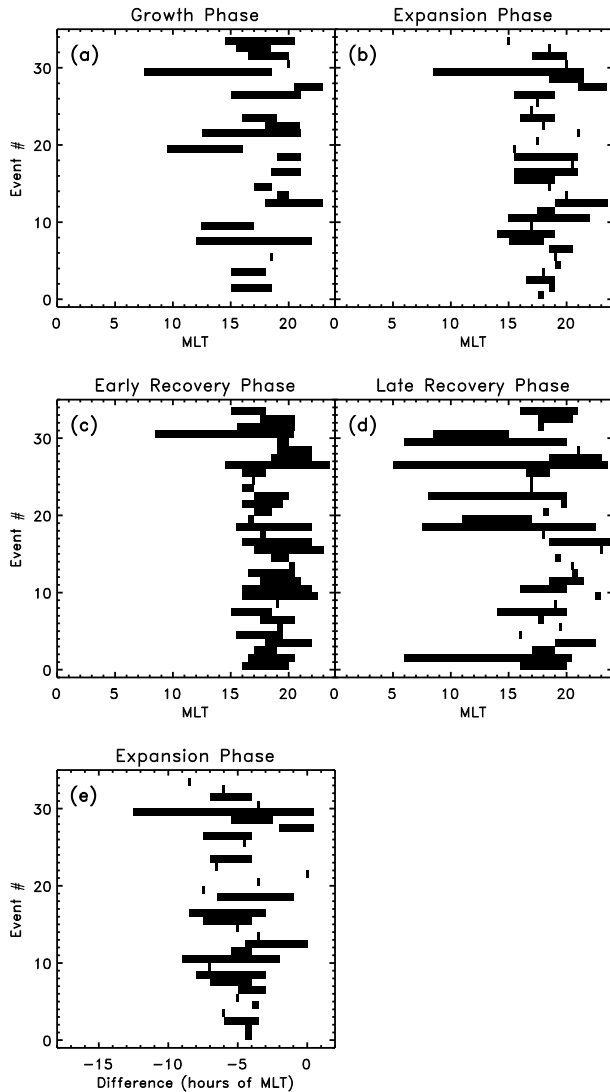 Growth Phase
Expansion Phase
(a)
(b)
30
20
10
0
Event #
0 5 10 15 20
0 5 10 15 20
MLT
MLT
Early Recovery Phase
Late Recovery Phase
(c)
(d)
30
20
10
0
Event #
0 5 10 15 20
0 5 10 15 20
MLT
MLT
Expansion Phase
(e)
30
20
10
0
Event #
−15 −10 −5 0
Difference (hours of MLT)